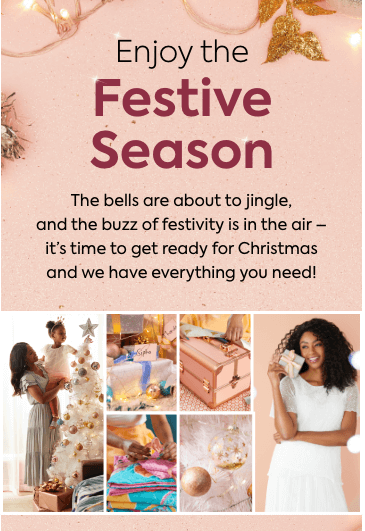 Enjoy the
Festive
Season
The bells are about to jingle,
and the buzz of festivity is in the air –
it's time to get ready for Christmas
and we have everything you need!